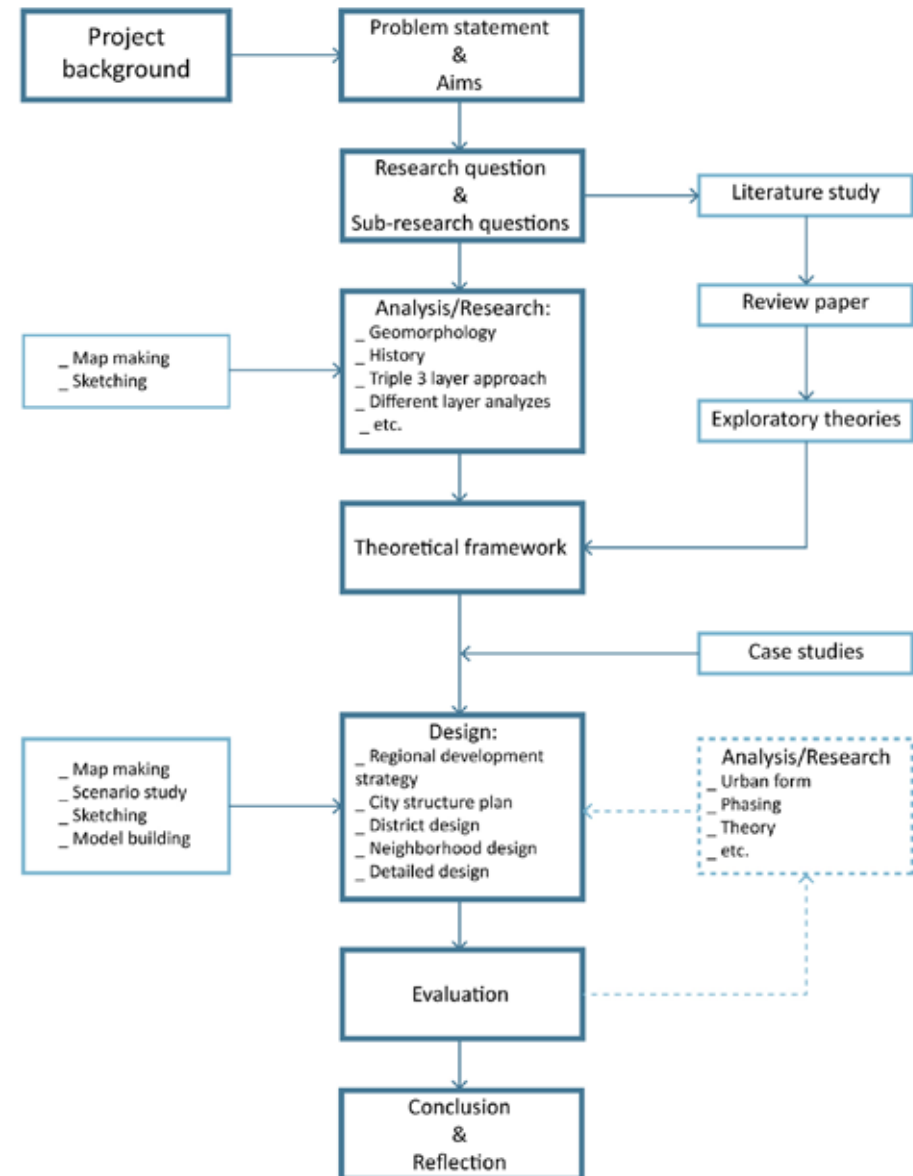 Project
background
Problem statement
&
Aims
Research question
&
Sub-research questions
Literature study
Review paper
Exploratory theories
_ Map making
_ Sketching
Analysis/Research:
_ Geomorphology
_ History
_ Triple 3 layer approach
_ Different layer analyzes
_ etc.
Theoretical framework
Case studies
_ Map making
_ Scenario study
_ Sketching
_ Model building
Design:
_ Regional development
strategy
_ City structure plan
_ District design
_ Neighborhood design
_ Detailed design
Analysis/Research
_ Urban form
_ Phasing
_ Theory
_ etc.
Evaluation
Conclusion
&
Reflection